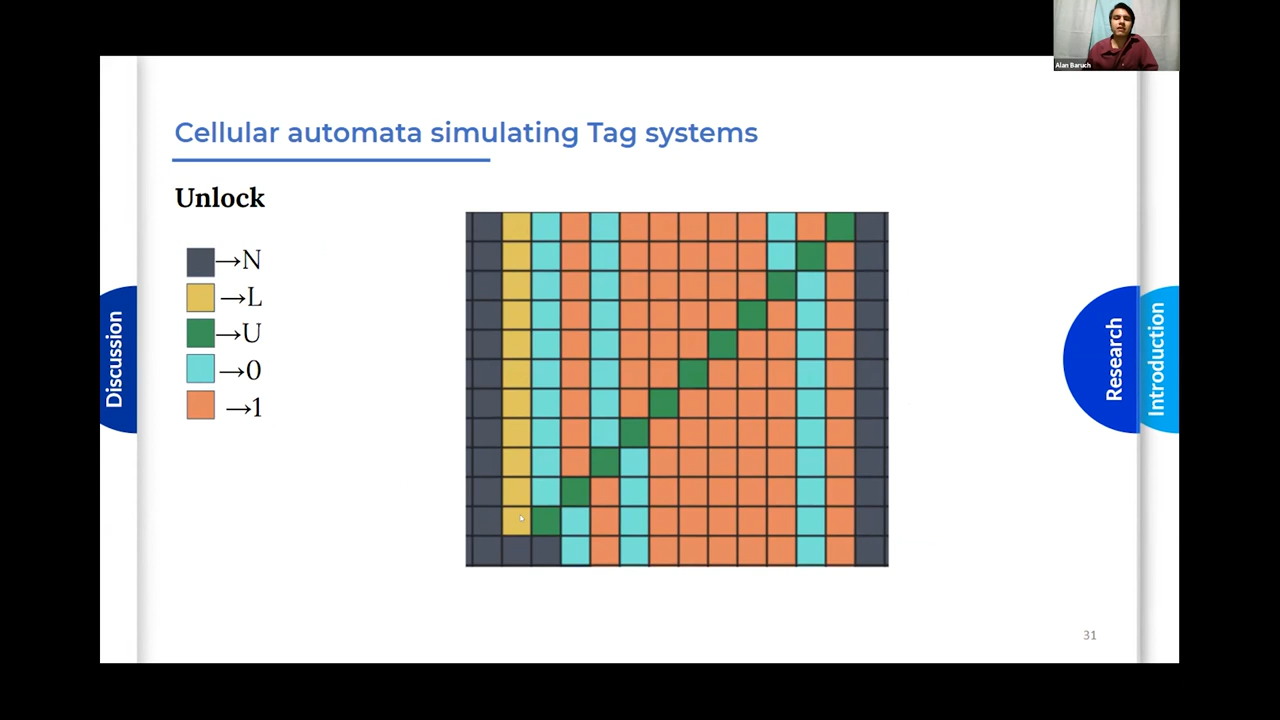 Alan Baruch
Cellular automata simulating Tag systems
Unlock
→N
→L
→U
→0
→1
Discussion
Research
Introduction
31